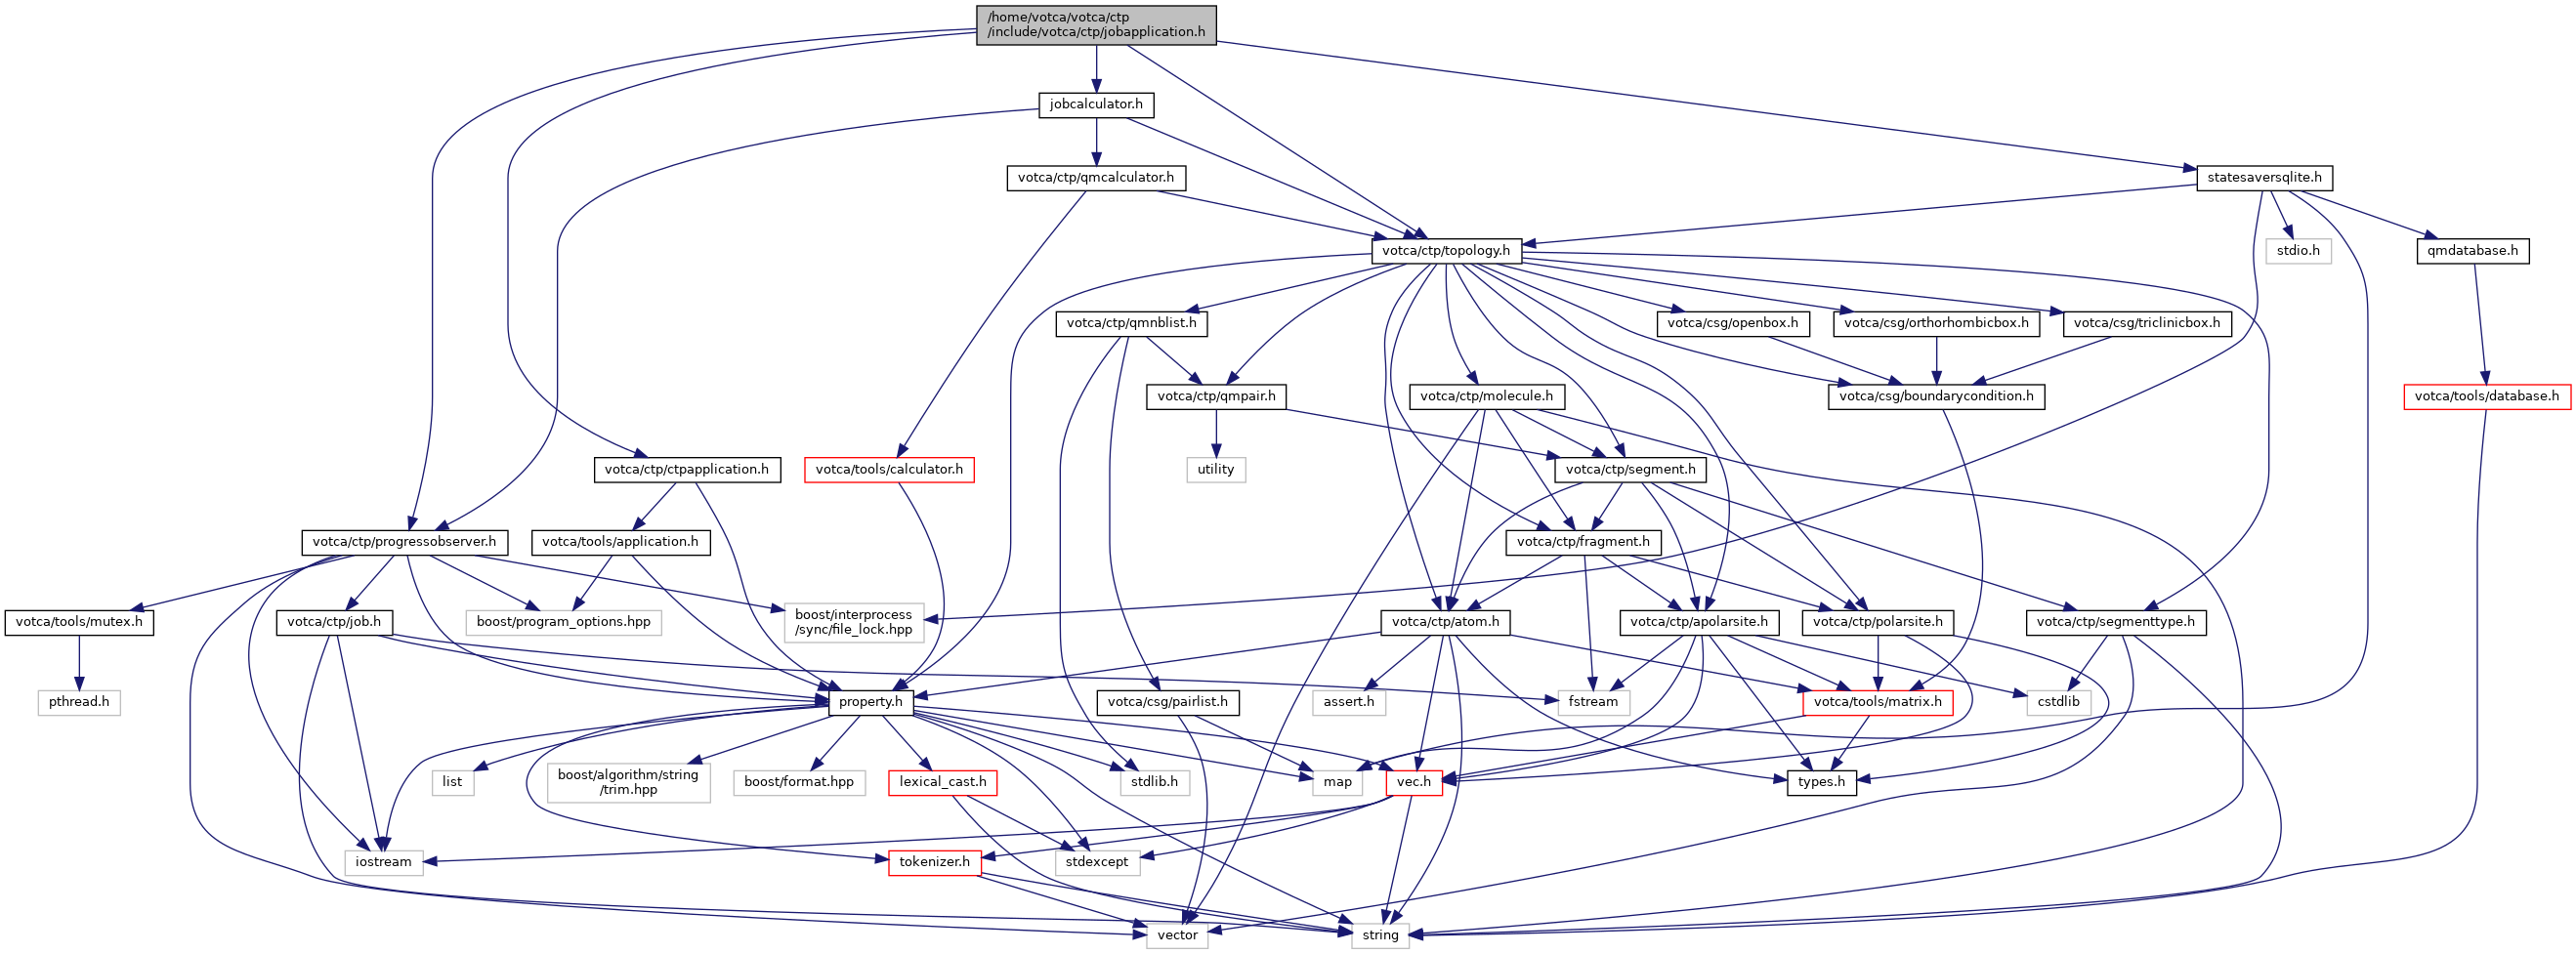 /home/votca/votca/ctp
/include/votca/ctp/jobapplication.h
jobcalculator.h
votca/ctp/qmcalculator.h
statesaversqlite.h
votca/ctp/topology.h
stdio.h
qmdatabase.h
votca/ctp/qmnblist.h
votca/csg/openbox.h
votca/csg/orthorhombicbox.h
votca/csg/triclinicbox.h
votca/ctp/qmpair.h
votca/ctp/molecule.h
votca/csg/boundarycondition.h
votca/tools/database.h
votca/ctp/ctpapplication.h
votca/tools/calculator.h
utility
votca/ctp/segment.h
votca/ctp/progressobserver.h
votca/tools/application.h
votca/ctp/fragment.h
votca/tools/mutex.h
votca/ctp/job.h
boost/program_options.hpp
boost/interprocess
/sync/file_lock.hpp
votca/ctp/atom.h
votca/ctp/apolarsite.h
votca/ctp/polarsite.h
votca/ctp/segmenttype.h
pthread.h
property.h
votca/csg/pairlist.h
assert.h
fstream
votca/tools/matrix.h
cstdlib
list
boost/algorithm/string
/trim.hpp
boost/format.hpp
lexical_cast.h
stdlib.h
map
vec.h
types.h
iostream
tokenizer.h
stdexcept
vector
string